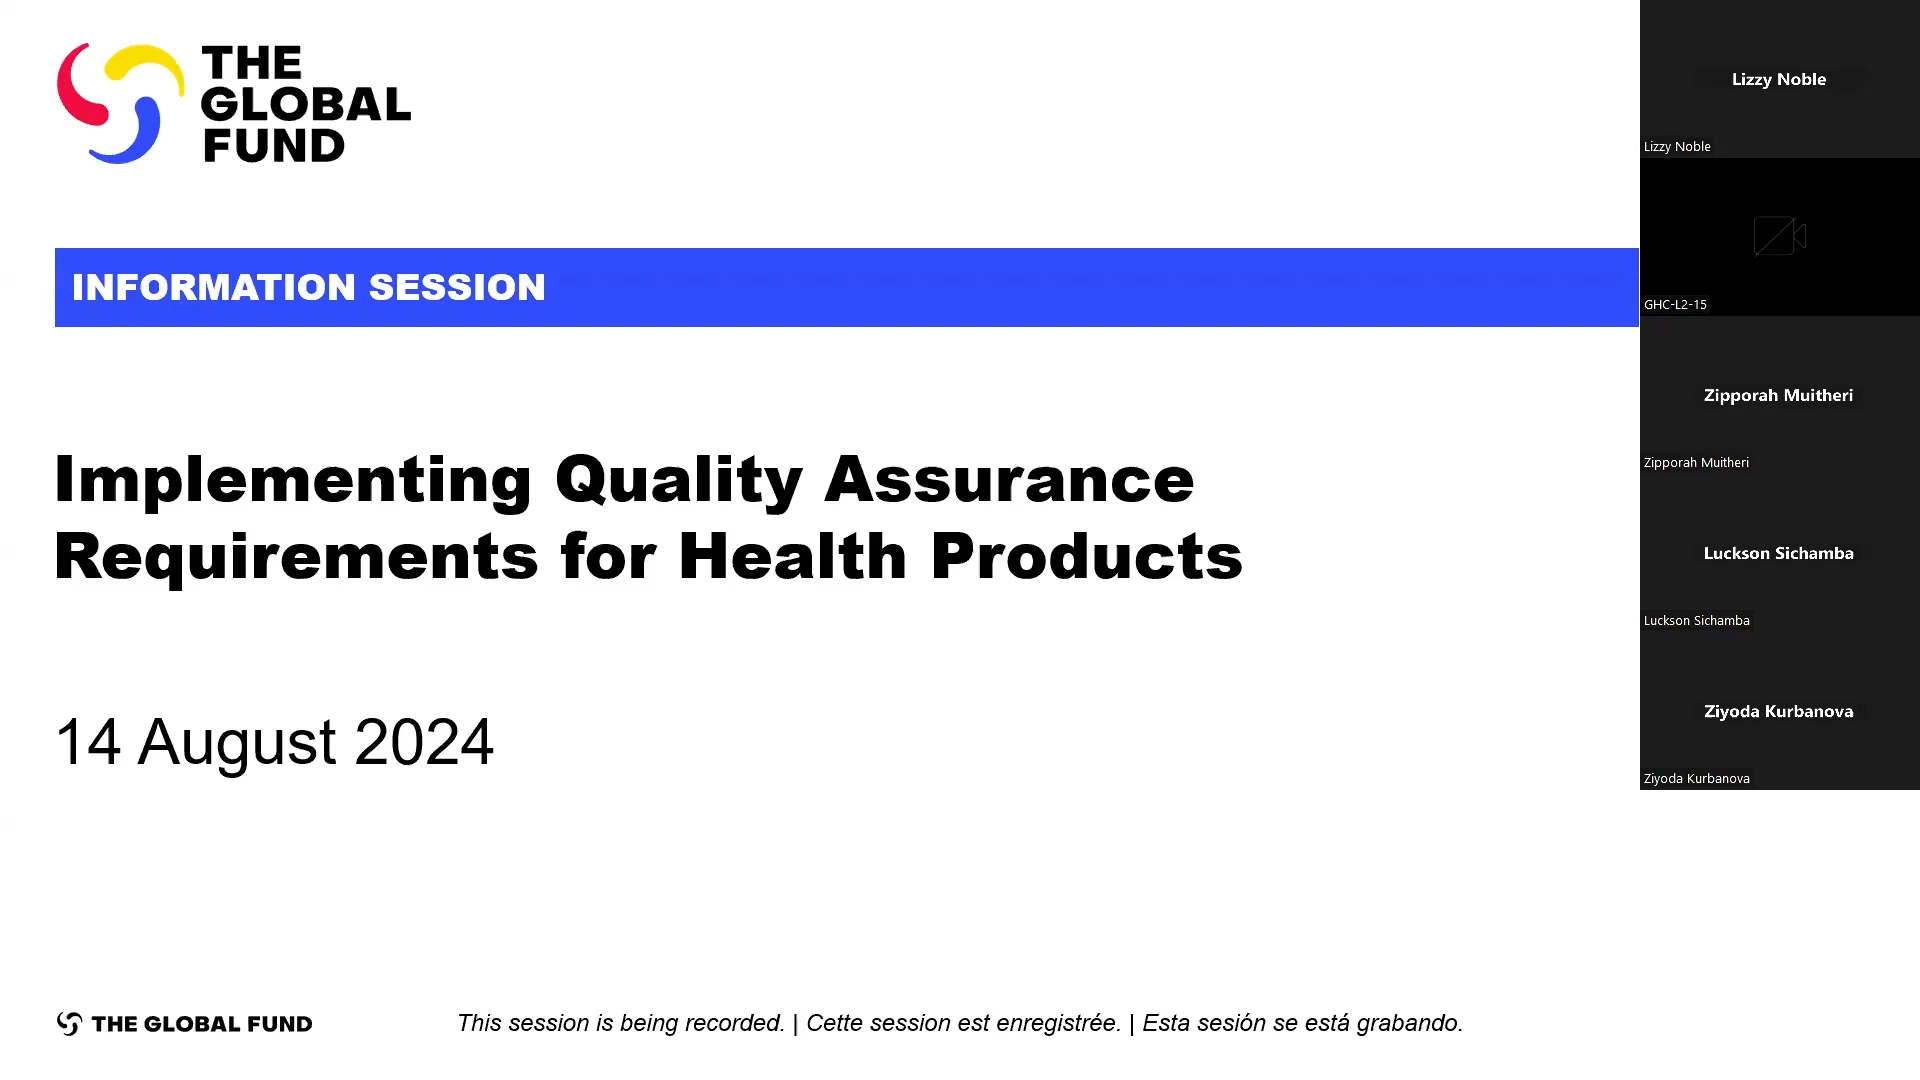 THE
GLOBAL
FUND
INFORMATION SESSION
Implementing Quality Assurance
Requirements for Health Products
14 August 2024
THE GLOBAL FUND
This session is being recorded. | Cette session est enregistrée. | Esta sesión se está grabando.
Lizzy Noble
Lizzy Noble
GHC-L2-15
Zipporah Muitheri
Zipporah Muitheri
Luckson Sichamba
Luckson Sichamba
Ziyoda Kurbanova
Ziyoda Kurbanova